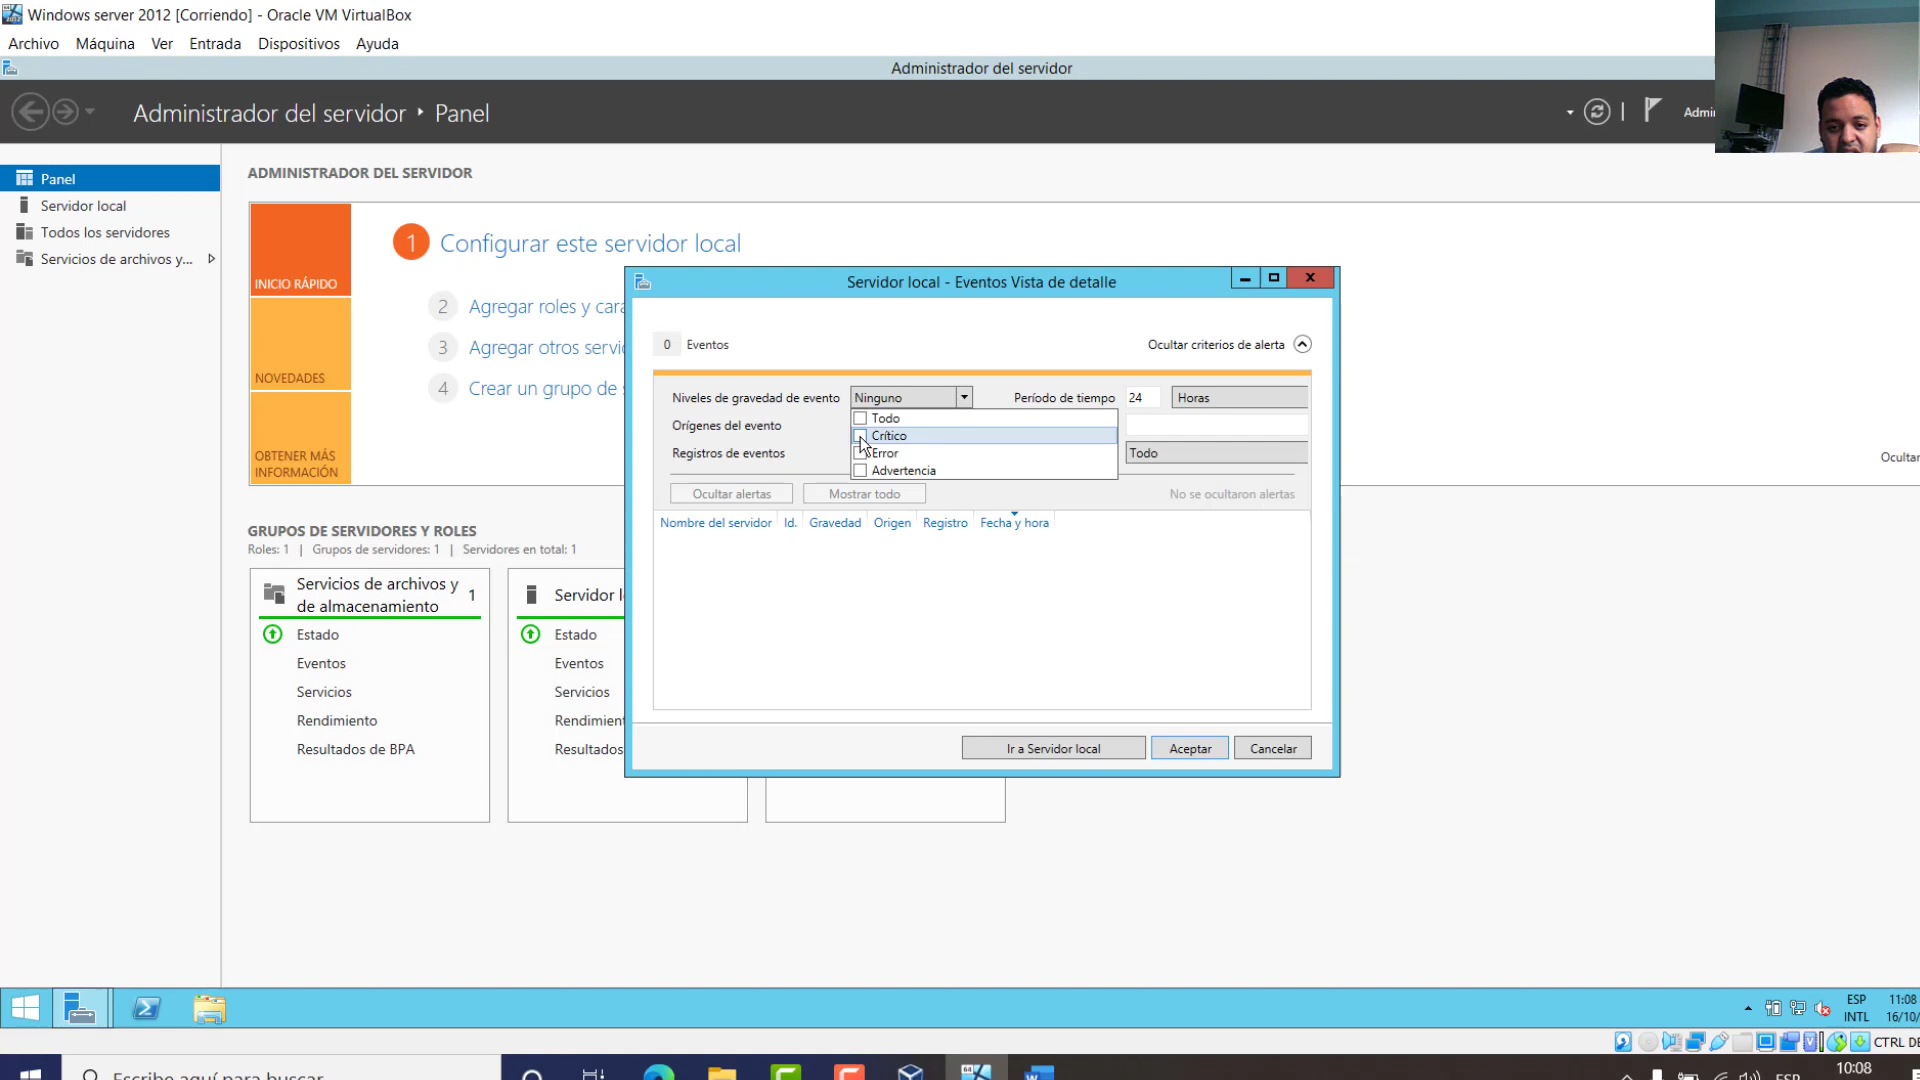 Windows server 2012 [Corriendo] - Oracle VM VirtualBox
Archivo Máquina Ver Entrada Dispositivos Ayuda
Administrador del servidor
Administrador del servidor ‣ Panel
Panel
Servidor local
Todos los servidores
Servicios de archivos y...
ADMINISTRADOR DEL SERVIDOR
INICIO RÁPIDO
NOVEDADES
OBTENER MÁS
INFORMACIÓN
1 Configurar este servidor local
2 Agregar roles y
3 Agregar otros
4 Crear un grupo de
Servidor local - Eventos Vista de detalle
0 Eventos
Ocultar criterios de alerta
Niveles de gravedad de evento Ninguno Período de tiempo 24 Horas
Todo
Orígenes del evento
Crítico
Registros de eventos Error Todo
Advertencia
Ocultar alertas Mostrar todo No se ocultaron alertas
Nombre del servidor Id. Gravedad Origen Registro Fecha y hora
Ir a Servidor local Aceptar Cancelar
Ocultar
GRUPOS DE SERVIDORES Y ROLES
Roles: 1 | Grupos de servidores: 1 | Servidores en total: 1
Servicios de archivos y
de almacenamiento 1
Estado
Eventos
Servicios
Rendimiento
Resultados de BPA
Servidor
Estado
Eventos
Servicios
Resultados
ESP
INTL
11:08
16/10/
CTRL
Escribe aquí para buscar
ESP
10:08